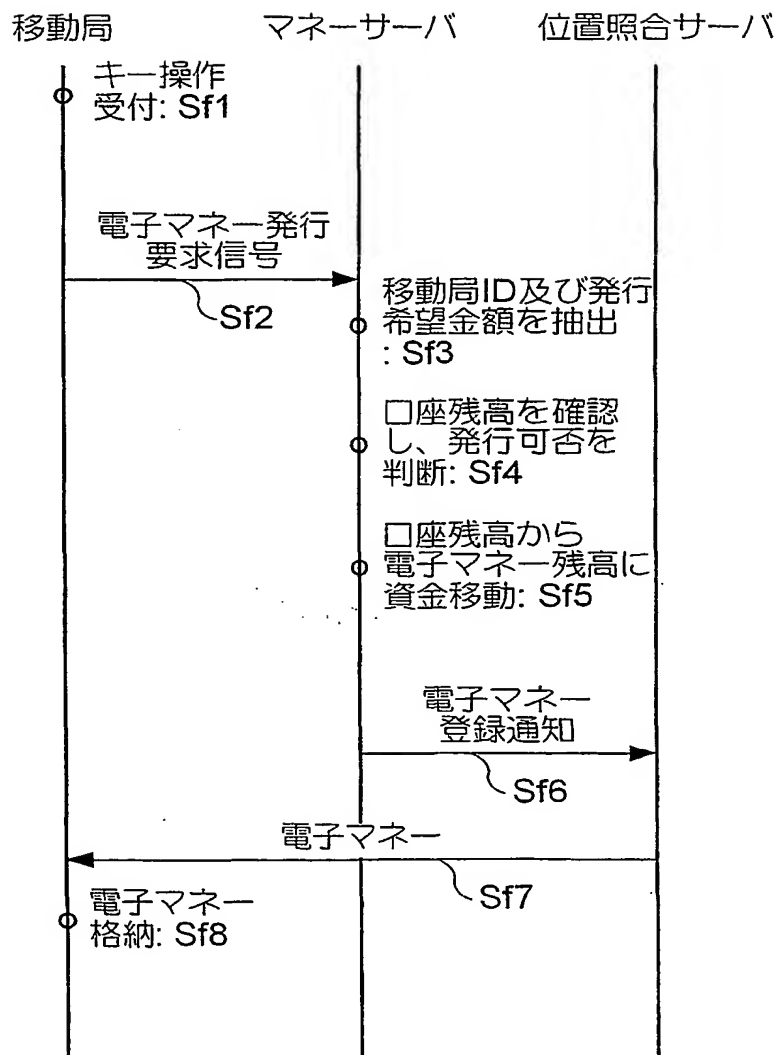 移動局 マネーサーバ 位置照合サーバ
キー操作
受付: Sf1
電子マネー発行
要求信号
Sf2
移動局ID及び発行
希望金額を抽出
: Sf3
口座残高を確認
し、発行可否を
判断: Sf4
口座残高から
電子マネー残高に
資金移動: Sf5
電子マネー
登録通知
Sf6
電子マネー
Sf7
電子マネー
格納: Sf8